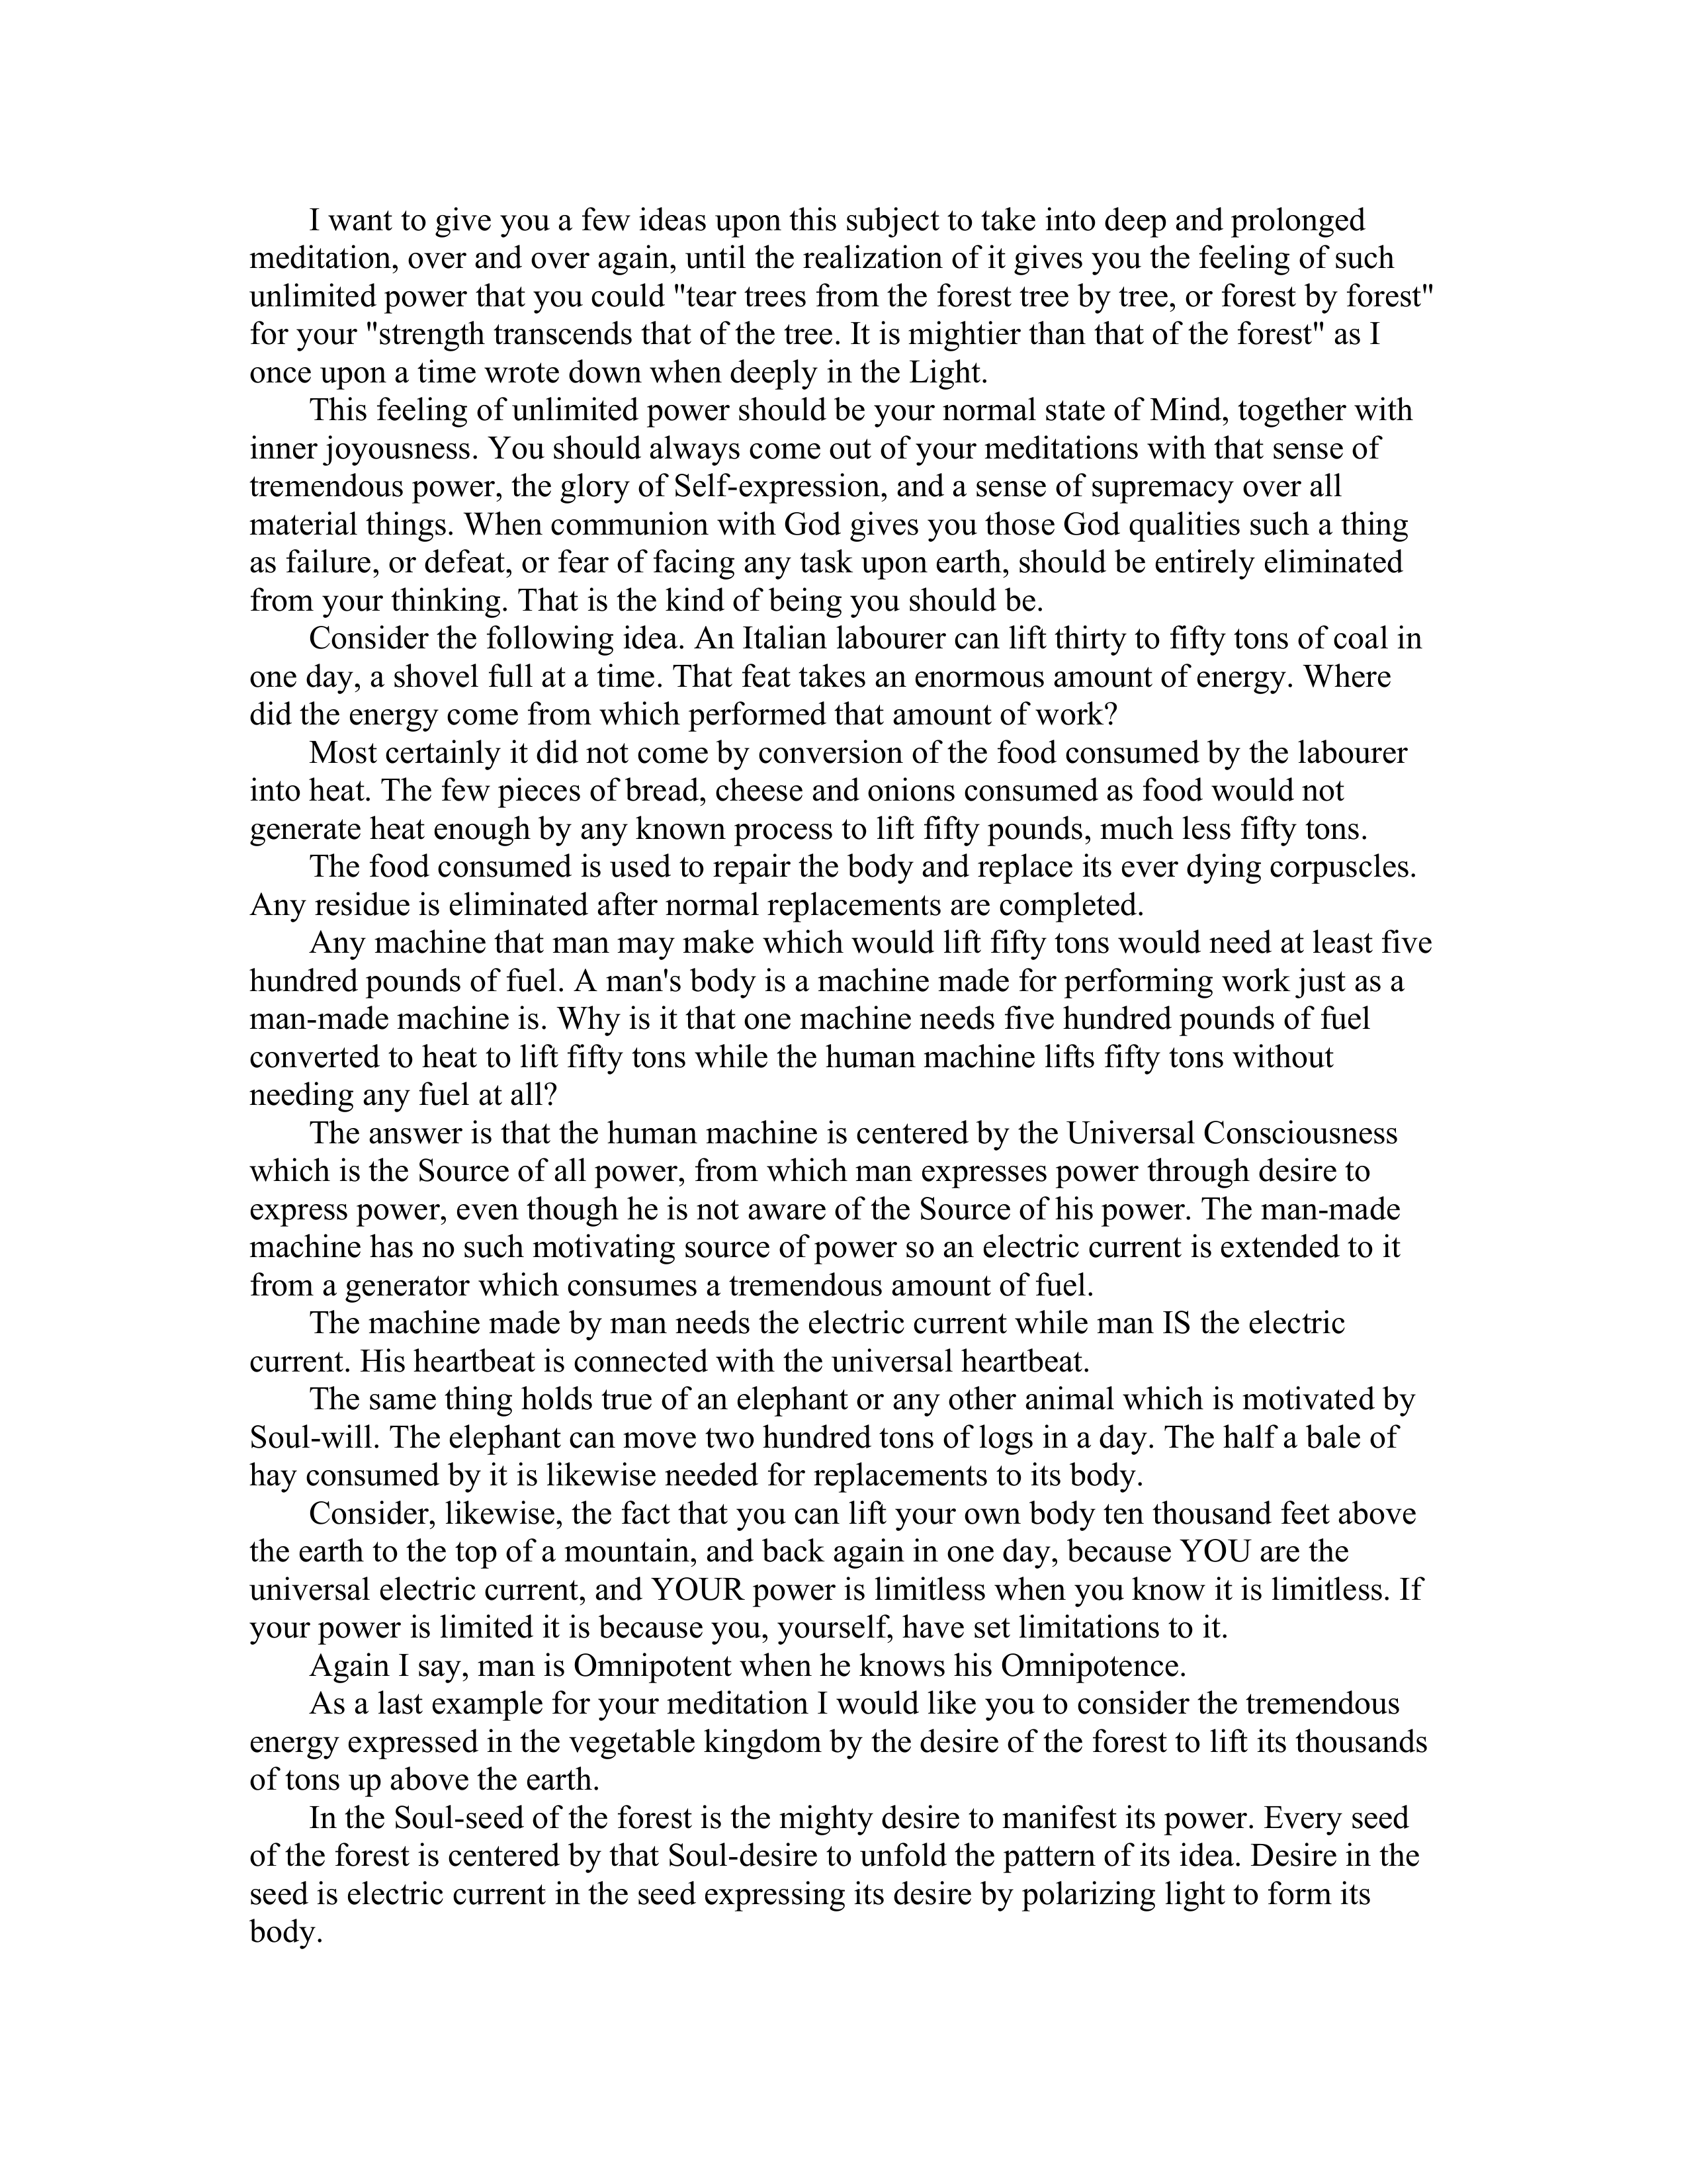 I want to give you a few ideas upon this subject to take into deep and prolonged
meditation, over and over again, until the realization of it gives you the feeling of such
unlimited power that you could "tear trees from the forest tree by tree, or forest by forest"
for your "strength transcends that of the tree. It is mightier than that of the forest" as I
once upon a time wrote down when deeply in the Light.
This feeling of unlimited power should be your normal state of Mind, together with
inner joyousness. You should always come out of your meditations with that sense of
tremendous power, the glory of Self-expression, and a sense of supremacy over all
material things. When communion with God gives you those God qualities such a thing
as failure, or defeat, or fear of facing any task upon earth, should be entirely eliminated
from your thinking. That is the kind of being you should be.
Consider the following idea. An Italian labourer can lift thirty to fifty tons of coal in
one day, a shovel full at a time. That feat takes an enormous amount of energy. Where
did the energy come from which performed that amount of work?
Most certainly it did not come by conversion of the food consumed by the labourer
into heat. The few pieces of bread, cheese and onions consumed as food would not
generate heat enough by any known process to lift fifty pounds, much less fifty tons.
The food consumed is used to repair the body and replace its ever dying corpuscles.
Any residue is eliminated after normal replacements are completed.
Any machine that man may make which would lift fifty tons would need at least five
hundred pounds of fuel. A man's body is a machine made for performing work just as a
man-made machine is. Why is it that one machine needs five hundred pounds of fuel
converted to heat to lift fifty tons while the human machine lifts fifty tons without
needing any fuel at all?
The answer is that the human machine is centered by the Universal Consciousness
which is the Source of all power, from which man expresses power through desire to
express power, even though he is not aware of the Source of his power. The man-made
machine has no such motivating source of power so an electric current is extended to it
from a generator which consumes a tremendous amount of fuel.
The machine made by man needs the electric current while man IS the electric
current. His heartbeat is connected with the universal heartbeat.
The same thing holds true of an elephant or any other animal which is motivated by
Soul-will. The elephant can move two hundred tons of logs in a day. The half a bale of
hay consumed by it is likewise needed for replacements to its body.
Consider, likewise, the fact that you can lift your own body ten thousand feet above
the earth to the top of a mountain, and back again in one day, because YOU are the
universal electric current, and YOUR power is limitless when you know it is limitless. If
your power is limited it is because you, yourself, have set limitations to it.
Again I say, man is Omnipotent when he knows his Omnipotence.
As a last example for your meditation I would like you to consider the tremendous
energy expressed in the vegetable kingdom by the desire of the forest to lift its thousands
of tons up above the earth.
In the Soul-seed of the forest is the mighty desire to manifest its power. Every seed
of the forest is centered by that Soul-desire to unfold the pattern of its idea. Desire in the
seed is electric current in the seed expressing its desire by polarizing light to form its
body.